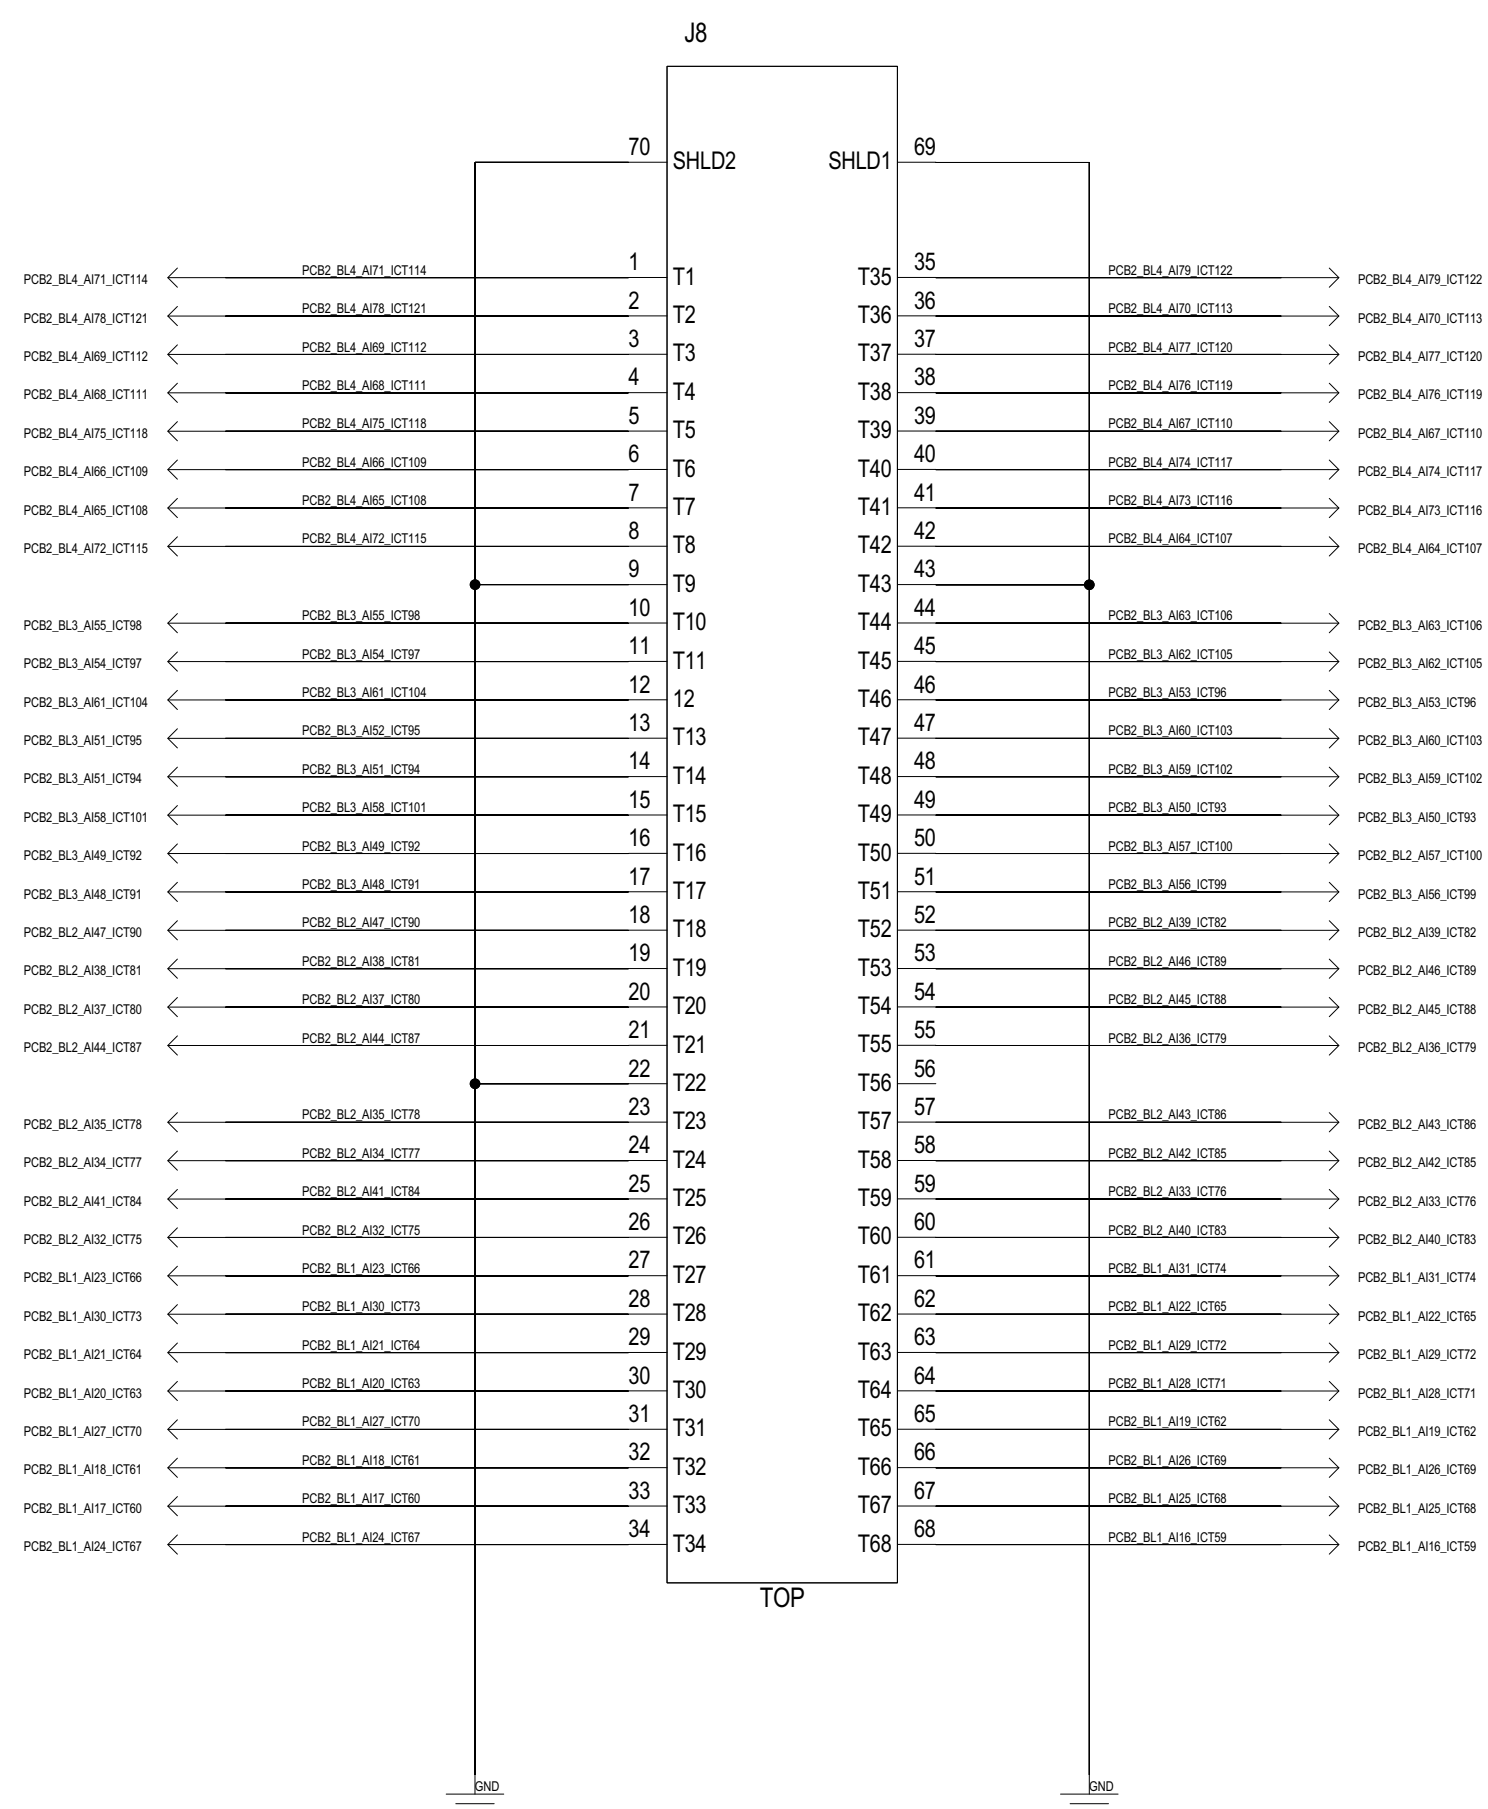 J8
70 SHLD2 SHLD1 69
PCB2_BL4_AI71_ICT114 PCB2_BL4_AI71_ICT114 1 T1 T35 35 PCB2_BL4_AI79_ICT122 PCB2_BL4_AI79_ICT122
PCB2_BL4_AI78_ICT121 PCB2_BL4_AI78_ICT121 2 T2 T36 36 PCB2_BL4_AI70_ICT113 PCB2_BL4_AI70_ICT113
PCB2_BL4_AI69_ICT112 PCB2_BL4_AI69_ICT112 3 T3 T37 37 PCB2_BL4_AI77_ICT120 PCB2_BL4_AI77_ICT120
PCB2_BL4_AI68_ICT111 PCB2_BL4_AI68_ICT111 4 T4 T38 38 PCB2_BL4_AI76_ICT119 PCB2_BL4_AI76_ICT119
PCB2_BL4_AI75_ICT118 PCB2_BL4_AI75_ICT118 5 T5 T39 39 PCB2_BL4_AI67_ICT110 PCB2_BL4_AI67_ICT110
PCB2_BL4_AI66_ICT109 PCB2_BL4_AI66_ICT109 6 T6 T40 40 PCB2_BL4_AI74_ICT117 PCB2_BL4_AI74_ICT117
PCB2_BL4_AI65_ICT108 PCB2_BL4_AI65_ICT108 7 T7 T41 41 PCB2_BL4_AI73_ICT116 PCB2_BL4_AI73_ICT116
PCB2_BL4_AI72_ICT115 PCB2_BL4_AI72_ICT115 8 T8 T42 42 PCB2_BL4_AI64_ICT107 PCB2_BL4_AI64_ICT107
9 T9 T43 43
PCB2_BL3_AI55_ICT98 PCB2_BL3_AI55_ICT98 10 T10 T44 44 PCB2_BL3_AI63_ICT106 PCB2_BL3_AI63_ICT106
PCB2_BL3_AI54_ICT97 PCB2_BL3_AI54_ICT97 11 T11 T45 45 PCB2_BL3_AI62_ICT105 PCB2_BL3_AI62_ICT105
PCB2_BL3_AI61_ICT104 PCB2_BL3_AI61_ICT104 12 12 T46 46 PCB2_BL3_AI53_ICT96 PCB2_BL3_AI53_ICT96
PCB2_BL3_AI51_ICT95 PCB2_BL3_AI52_ICT95 13 T13 T47 47 PCB2_BL3_AI60_ICT103 PCB2_BL3_AI60_ICT103
PCB2_BL3_AI51_ICT94 PCB2_BL3_AI51_ICT94 14 T14 T48 48 PCB2_BL3_AI59_ICT102 PCB2_BL3_AI59_ICT102
PCB2_BL3_AI58_ICT101 PCB2_BL3_AI58_ICT101 15 T15 T49 49 PCB2_BL3_AI50_ICT93 PCB2_BL3_AI50_ICT93
PCB2_BL3_AI49_ICT92 PCB2_BL3_AI49_ICT92 16 T16 T50 50 PCB2_BL3_AI57_ICT100 PCB2_BL2_AI57_ICT100
PCB2_BL3_AI48_ICT91 PCB2_BL3_AI48_ICT91 17 T17 T51 51 PCB2_BL3_AI56_ICT99 PCB2_BL3_AI56_ICT99
PCB2_BL2_AI47_ICT90 PCB2_BL2_AI47_ICT90 18 T18 T52 52 PCB2_BL2_AI39_ICT82 PCB2_BL2_AI39_ICT82
PCB2_BL2_AI38_ICT81 PCB2_BL2_AI38_ICT81 19 T19 T53 53 PCB2_BL2_AI46_ICT89 PCB2_BL2_AI46_ICT89
PCB2_BL2_AI37_ICT80 PCB2_BL2_AI37_ICT80 20 T20 T54 54 PCB2_BL2_AI45_ICT88 PCB2_BL2_AI45_ICT88
PCB2_BL2_AI44_ICT87 PCB2_BL2_AI44_ICT87 21 T21 T55 55 PCB2_BL2_AI36_ICT79 PCB2_BL2_AI36_ICT79
22 T22 T56 56
PCB2_BL2_AI35_ICT78 PCB2_BL2_AI35_ICT78 23 T23 T57 57 PCB2_BL2_AI43_ICT86 PCB2_BL2_AI43_ICT86
PCB2_BL2_AI34_ICT77 PCB2_BL2_AI34_ICT77 24 T24 T58 58 PCB2_BL2_AI42_ICT85 PCB2_BL2_AI42_ICT85
PCB2_BL2_AI41_ICT84 PCB2_BL2_AI41_ICT84 25 T25 T59 59 PCB2_BL2_AI33_ICT76 PCB2_BL2_AI33_ICT76
PCB2_BL2_AI32_ICT75 PCB2_BL2_AI32_ICT75 26 T26 T60 60 PCB2_BL2_AI40_ICT83 PCB2_BL2_AI40_ICT83
PCB2_BL1_AI23_ICT66 PCB2_BL1_AI23_ICT66 27 T27 T61 61 PCB2_BL1_AI31_ICT74 PCB2_BL1_AI31_ICT74
PCB2_BL1_AI30_ICT73 PCB2_BL1_AI30_ICT73 28 T28 T62 62 PCB2_BL1_AI22_ICT65 PCB2_BL1_AI22_ICT65
PCB2_BL1_AI21_ICT64 PCB2_BL1_AI21_ICT64 29 T29 T63 63 PCB2_BL1_AI29_ICT72 PCB2_BL1_AI29_ICT72
PCB2_BL1_AI20_ICT63 PCB2_BL1_AI20_ICT63 30 T30 T64 64 PCB2_BL1_AI28_ICT71 PCB2_BL1_AI28_ICT71
PCB2_BL1_AI27_ICT70 PCB2_BL1_AI27_ICT70 31 T31 T65 65 PCB2_BL1_AI19_ICT62 PCB2_BL1_AI19_ICT62
PCB2_BL1_AI18_ICT61 PCB2_BL1_AI18_ICT61 32 T32 T66 66 PCB2_BL1_AI26_ICT69 PCB2_BL1_AI26_ICT69
PCB2_BL1_AI17_ICT60 PCB2_BL1_AI17_ICT60 33 T33 T67 67 PCB2_BL1_AI25_ICT68 PCB2_BL1_AI25_ICT68
PCB2_BL1_AI24_ICT67 PCB2_BL1_AI24_ICT67 34 T34 T68 68 PCB2_BL1_AI16_ICT59 PCB2_BL1_AI16_ICT59
TOP
GND GND